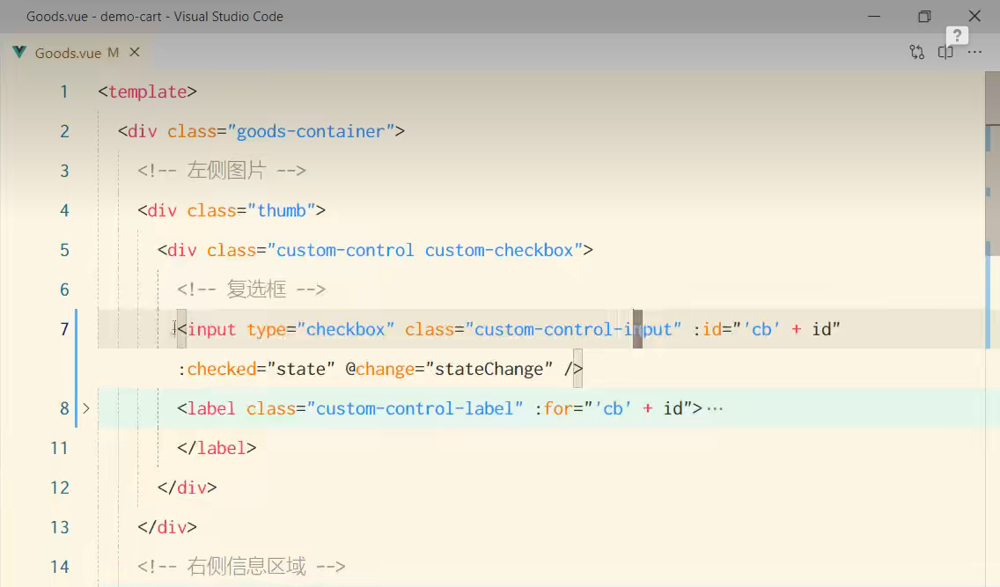 Goods.vue - demo-cart - Visual Studio Code
?
Goods.vue M
1 <template>
2 <div class="goods-container">
3 <!-- 左侧图片 -->
4 <div class="thumb">
5 <div class="custom-control custom-checkbox">
6 <!-- 复选框 -->
7 <input type="checkbox" class="custom-control-input" :id="'cb' + id"
:checked="state" @change="stateChange" />
8 <label class="custom-control-label" :for="'cb' + id">···
11 </label>
12 </div>
13 </div>
14 <!-- 右侧信息区域 -->